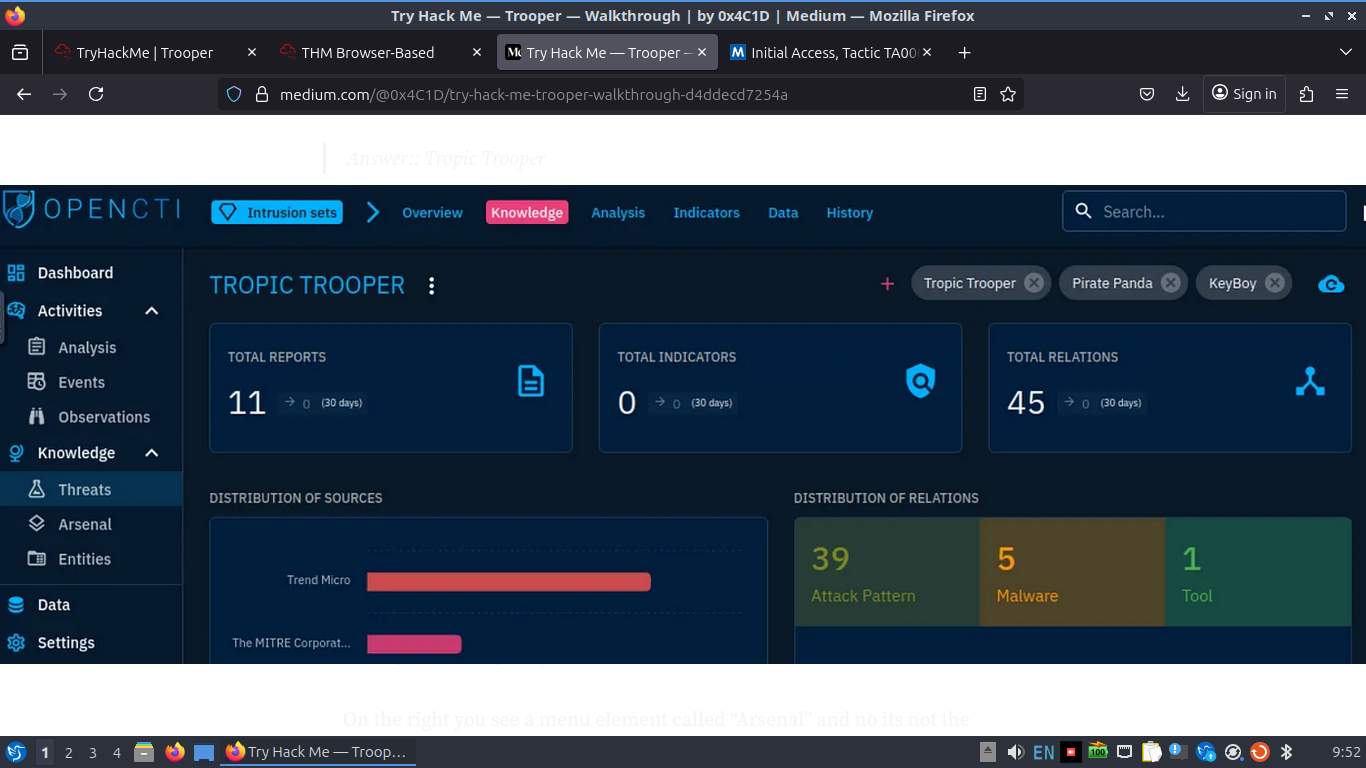 Try Hack Me — Trooper — Walkthrough | by 0x4C1D | Medium — Mozilla Firefox
TryHackMe | Trooper
THM Browser-Based
Try Hack Me — Trooper —
Initial Access, Tactic TA00
medium.com/@0x4C1D/try-hack-me-trooper-walkthrough-d4ddecd7254a
Sign in
Answer:: Tropic Trooper
OPENCTI
Intrusion sets
Overview
Knowledge
Analysis
Indicators
Data
History
Search...
Dashboard
Activities
Analysis
Events
Observations
Knowledge
Threats
Arsenal
Entities
Data
Settings
TROPIC TROOPER
Tropic Trooper
Pirate Panda
KeyBoy
TOTAL REPORTS
11 → 0 (30 days)
TOTAL INDICATORS
0 → 0 (30 days)
TOTAL RELATIONS
45 → 0 (30 days)
DISTRIBUTION OF SOURCES
Trend Micro
The MITRE Corporat...
DISTRIBUTION OF RELATIONS
39
Attack Pattern
5
Malware
1
Tool
On the right you see a menu element called “Arsenal” and no its not the
1 2 3 4
Try Hack Me — Troop…
EN
100
9:52